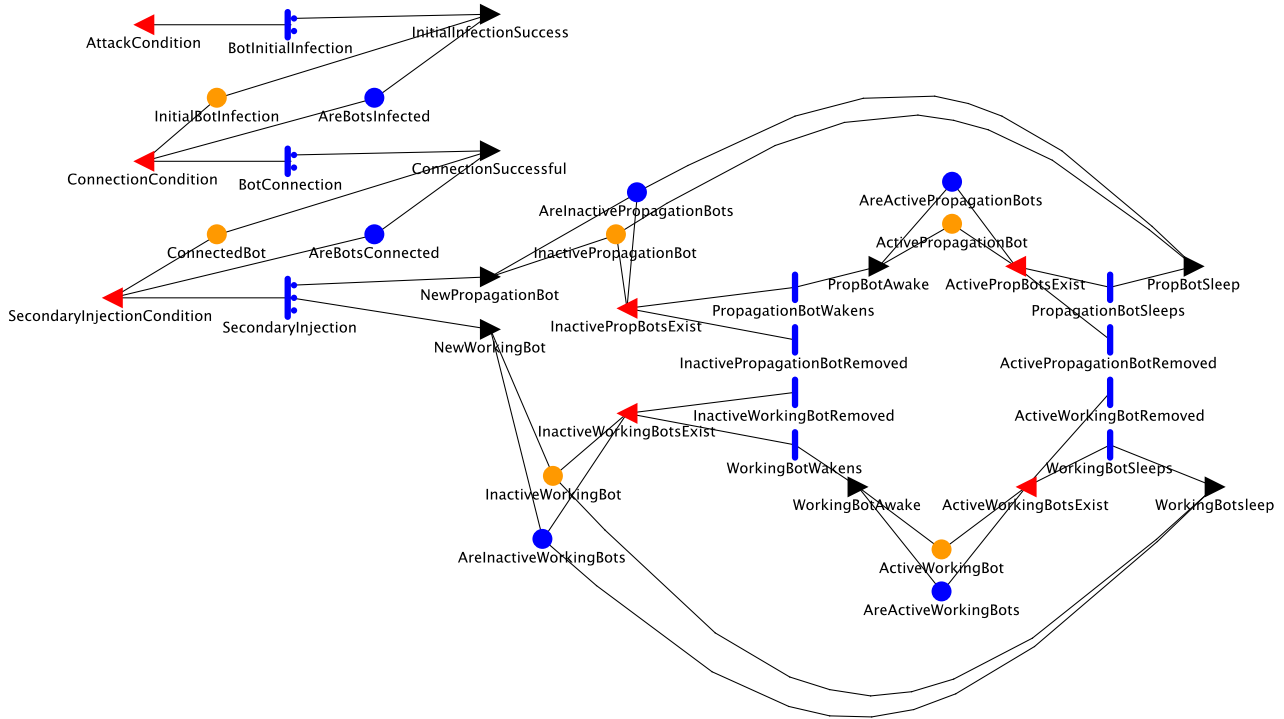 AttackCondition
BotInitialInfection
InitialInfectionSuccess
InitialBotInfection
AreBotsInfected
ConnectionCondition
BotConnection
ConnectionSuccessful
ConnectedBot
AreBotsConnected
SecondaryInjectionCondition
SecondaryInjection
NewPropagationBot
NewWorkingBot
AreInactivePropagationBots
InactivePropagationBot
InactivePropBotsExist
AreActivePropagationBots
ActivePropagationBot
PropBotAwake
ActivePropBotsExist
PropBotSleep
PropagationBotWakens
PropagationBotSleeps
InactivePropagationBotRemoved
ActivePropagationBotRemoved
InactiveWorkingBotRemoved
ActiveWorkingBotRemoved
InactiveWorkingBotsExist
WorkingBotWakens
WorkingBotSleeps
InactiveWorkingBot
WorkingBotAwake
ActiveWorkingBotsExist
WorkingBotsleep
AreInactiveWorkingBots
ActiveWorkingBot
AreActiveWorkingBots